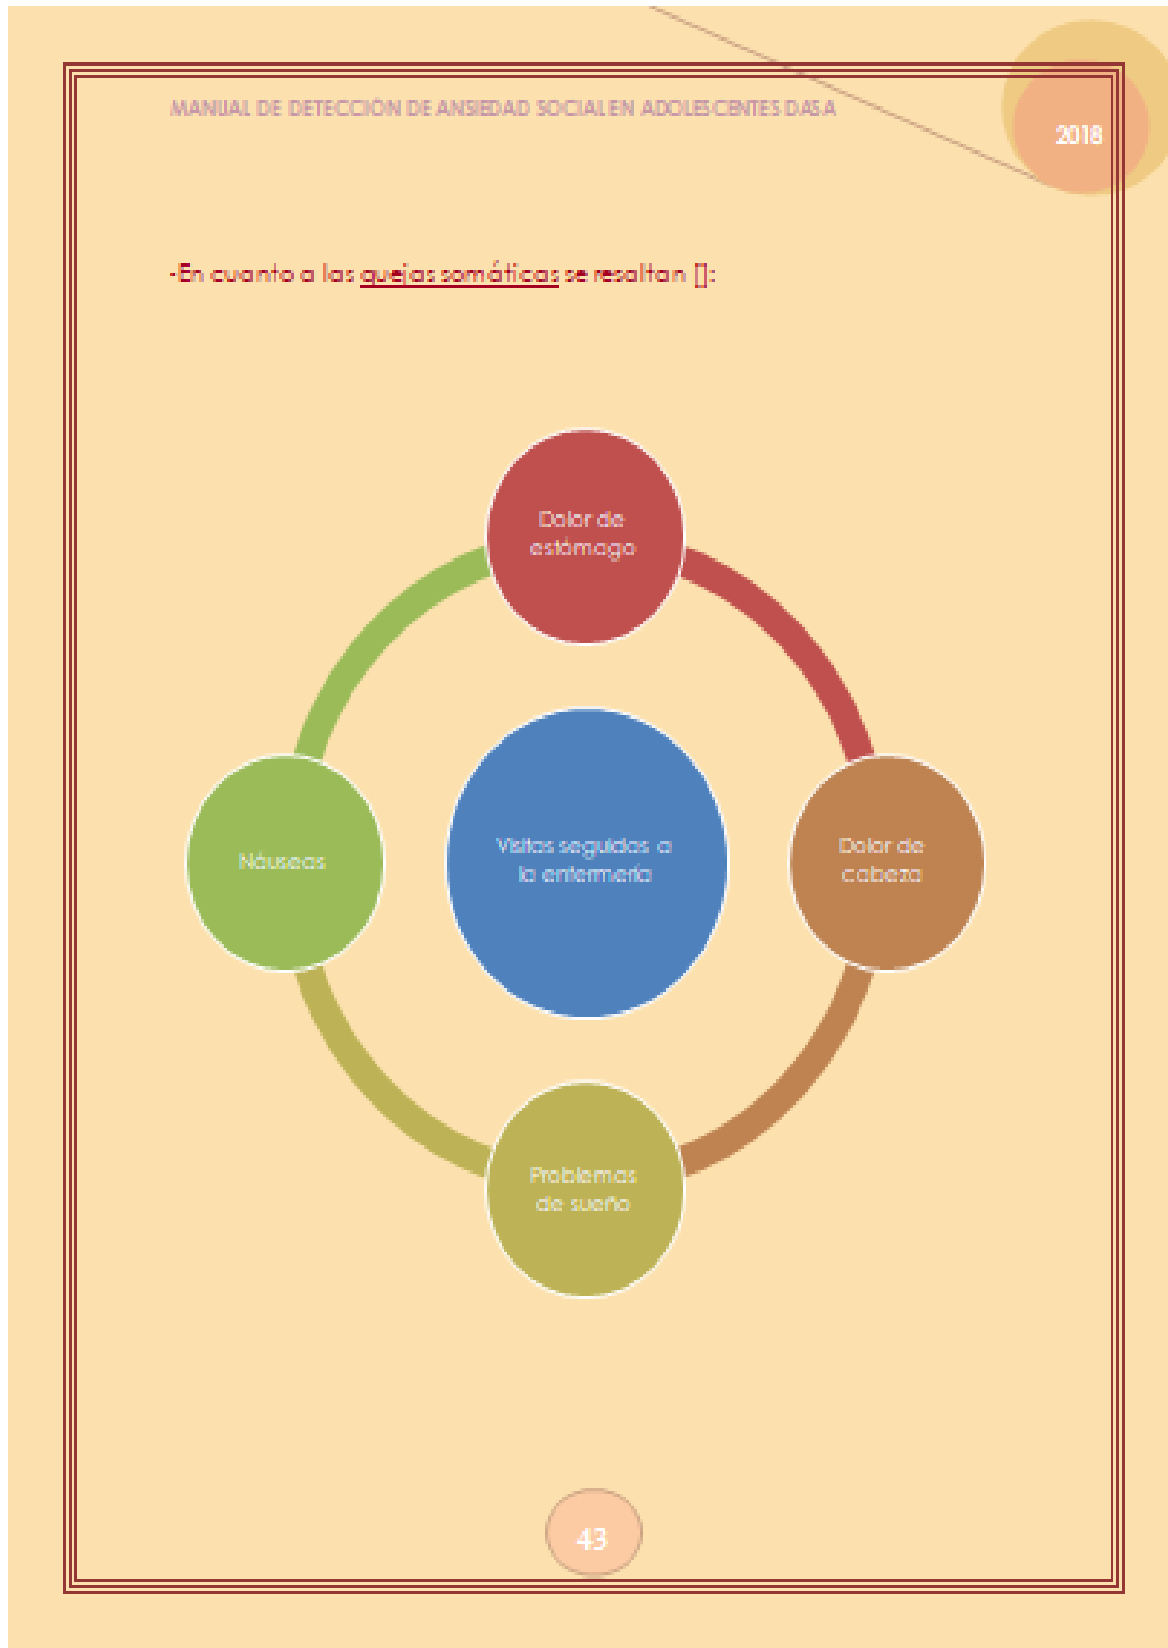 MANUAL DE DETECCIÓN DE ANSIEDAD SOCIAL EN ADOLESCENTES DASA
2018
-En cuanto a las quejas somáticas se resaltan []:
Dolor de
estómago
Náuseas
Visitas seguidas a
la enfermería
Dolor de
cabeza
Problemas
de sueño
43